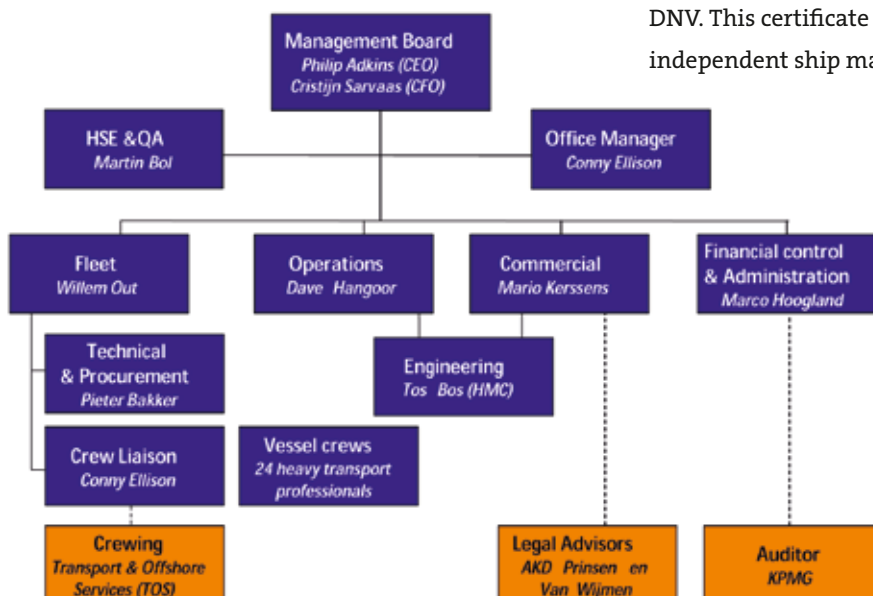 DNV. This certificate
independent ship ma
Management Board
Philip Adkins (CEO)
Cristijn Sarvaas (CFO)
HSE &QA
Martin Bol
Office Manager
Conny Ellison
Fleet
Willem Out
Operations
Dave Hangoor
Commercial
Mario Kerssens
Financial control
& Administration
Marco Hoogland
Technical
& Procurement
Pieter Bakker
Engineering
Tos Bos (HMC)
Crew Liaison
Conny Ellison
Vessel crews
24 heavy transport
professionals
Crewing
Transport & Offshore
Services (TOS)
Legal Advisors
AKD Prinsen en
Van Wijmen
Auditor
KPMG